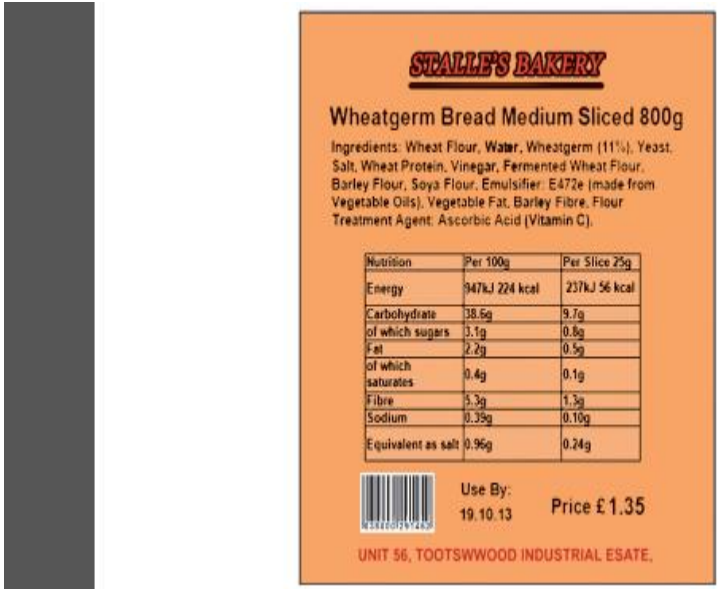 STALLE'S BAKERY
Wheatgerm Bread Medium Sliced 800g
Ingredients: Wheat Flour, Water, Wheatgerm (11%), Yeast,
Salt, Wheat Protein, Vinegar, Fermented Wheat Flour,
Barley Flour, Soya Flour, Emulsifier: E472e (made from
Vegetable Oils), Vegetable Fat, Barley Fibre, Flour
Treatment Agent: Ascorbic Acid (Vitamin C).
Nutrition Per 100g Per Slice 25g
Energy 947kJ 224 kcal 237kJ 56 kcal
Carbohydrate 38.6g 9.7g
of which sugars 3.1g 0.8g
Fat 2.2g 0.5g
of which
saturates 0.4g 0.1g
Fibre 5.3g 1.3g
Sodium 0.39g 0.10g
Equivalent as salt 0.96g 0.24g
Use By:
19.10.13
Price £1.35
UNIT 56, TOOTSWWOOD INDUSTRIAL ESATE,